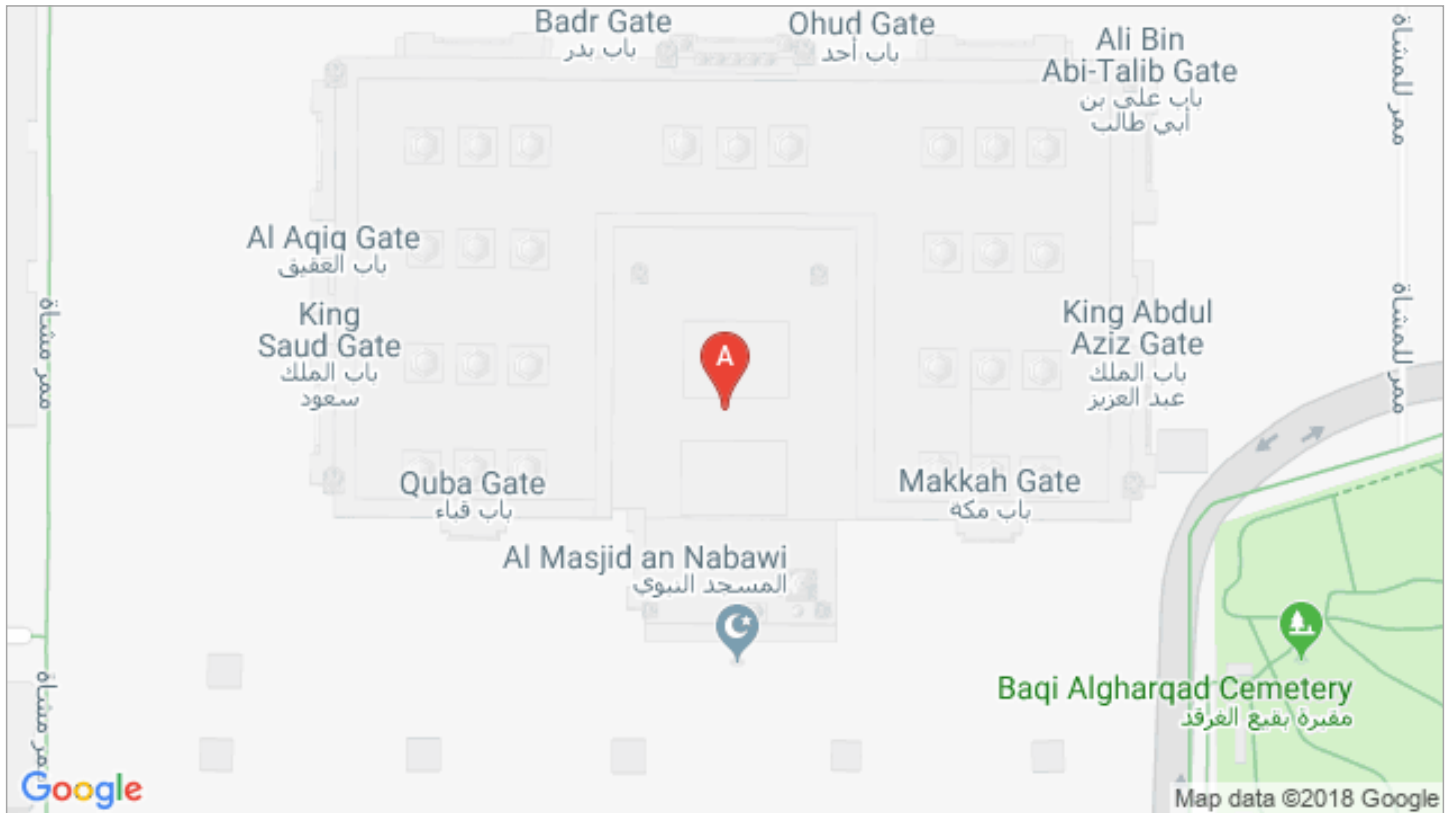 Badr Gate
باب بدر
Ohud Gate
باب أحد
Ali Bin
Abi-Talib Gate
باب على بن
أبي طالب
ممر للمشاة
Al Aqiq Gate
باب العقيق
King
Saud Gate
باب الملك
سعود
A
King Abdul
Aziz Gate
باب الملك
عبد العزيز
ممر مشاة
ممر للمشاة
Quba Gate
باب قباء
Makkah Gate
باب مكة
Al Masjid an Nabawi
المسجد النبوي
Baqi Algharqad Cemetery
مقبرة بقيع الغرقد
ممر مشاة
Google
Map data ©2018 Google